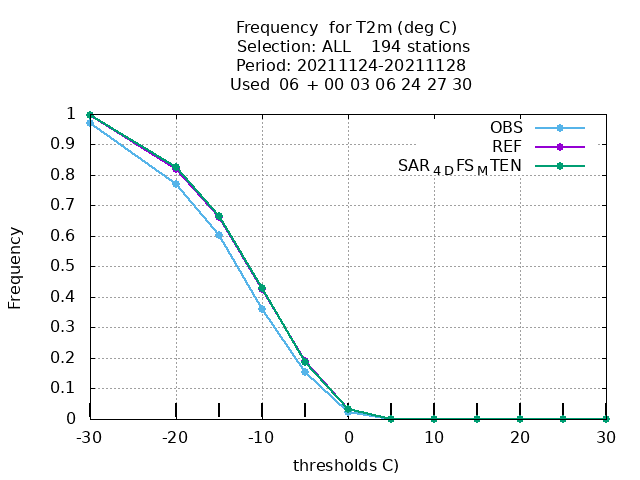 Frequency  for T2m (deg C)
Selection: ALL    194 stations
Period: 20211124-20211128
Used  06  + 00 03 06 24 27 30
OBS
REF
SAR4DFSMTEN
1
0.9
0.8
0.7
0.6
0.5
0.4
0.3
0.2
0.1
0
Frequency
-30 -20 -10 0 10 20 30
thresholds C)